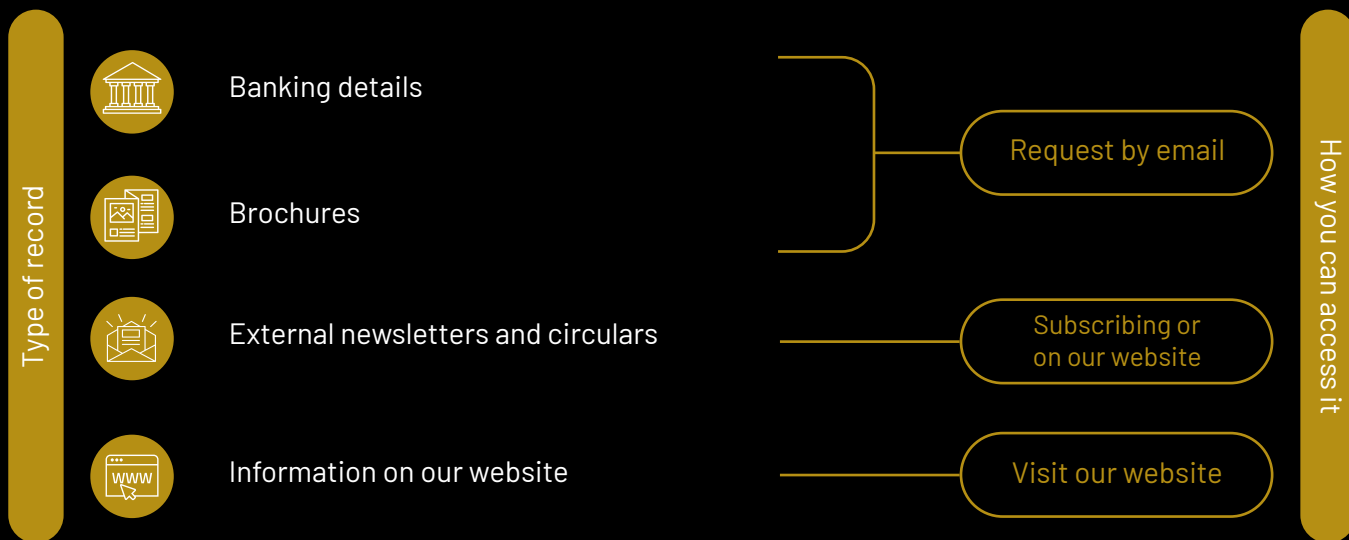 Type of record
Banking details
Brochures
External newsletters and circulars
Information on our website
WWW
Request by email
Subscribing or
on our website
Visit our website
How you can access it